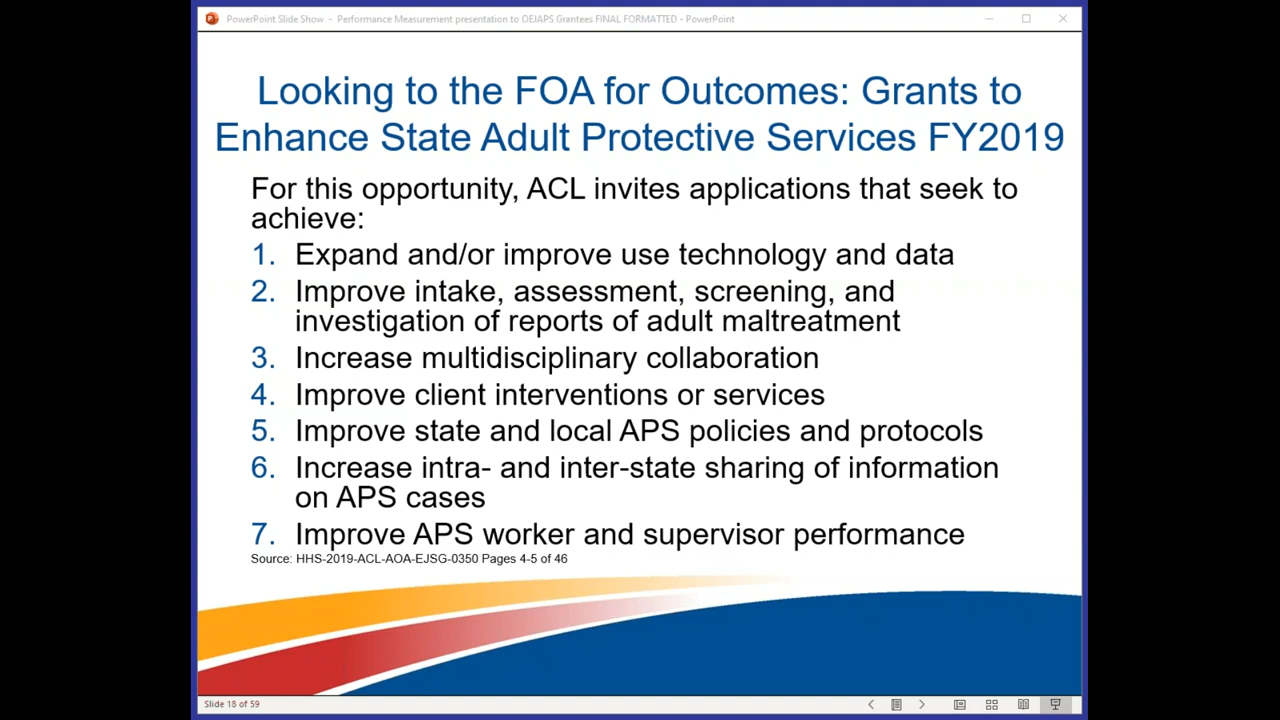 PowerPoint Slide Show - Performance Measurement presentation to OEJAPS Grantees FINAL FORMATTED - PowerPoint
Looking to the FOA for Outcomes: Grants to
Enhance State Adult Protective Services FY2019
For this opportunity, ACL invites applications that seek to
achieve:
1. Expand and/or improve use technology and data
2. Improve intake, assessment, screening, and
investigation of reports of adult maltreatment
3. Increase multidisciplinary collaboration
4. Improve client interventions or services
5. Improve state and local APS policies and protocols
6. Increase intra- and inter-state sharing of information
on APS cases
7. Improve APS worker and supervisor performance
Source: HHS-2019-ACL-AOA-EJSG-0350 Pages 4-5 of 46
Slide 18 of 59